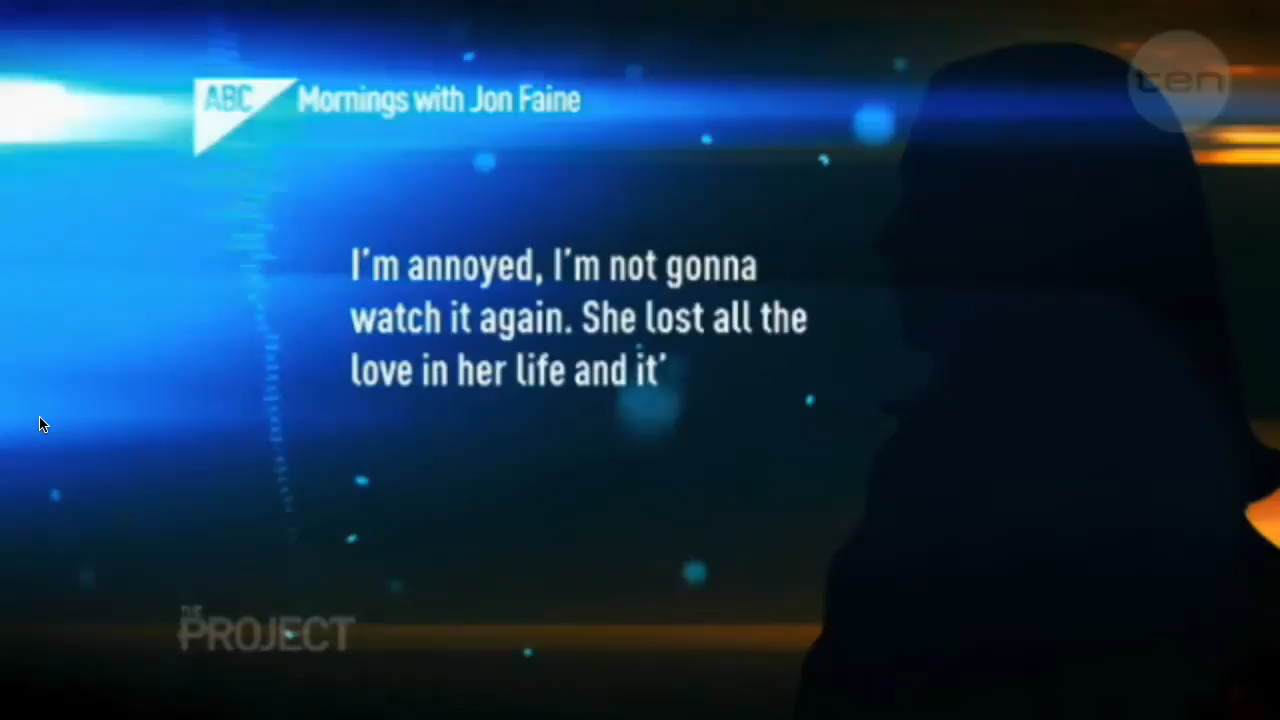 ten
ABC Mornings with Jon Faine
I'm annoyed, I'm not gonna
watch it again. She lost all the
love in her life and it'
THE
PROJECT